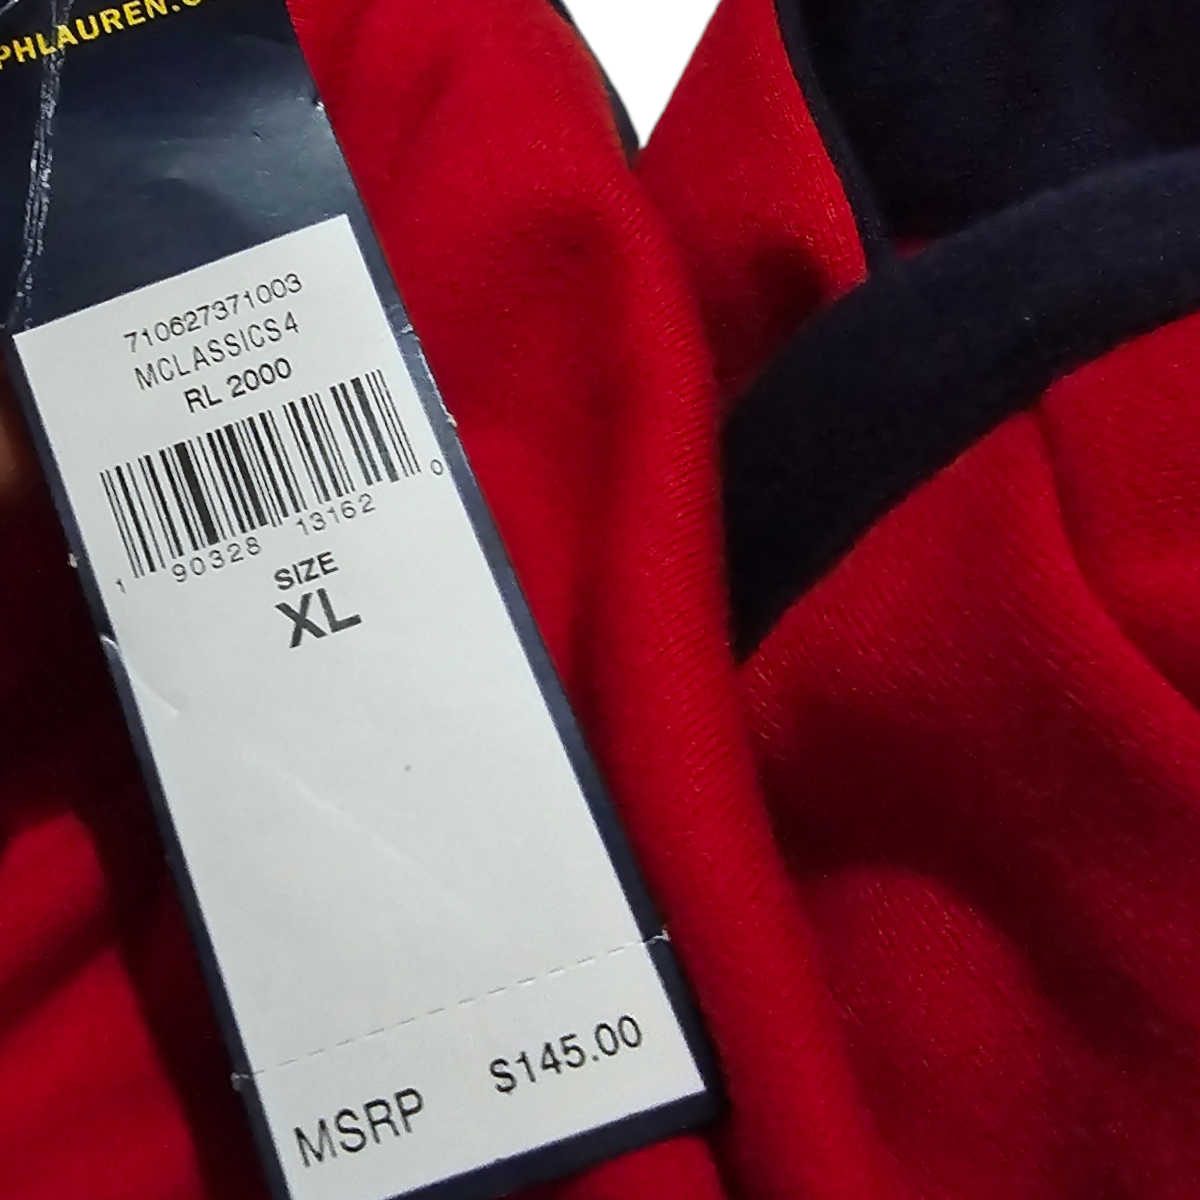 PHLAUREN.C
710627371003
MCLASSICS4
RL 2000
1 90328 13162 0
SIZE
XL
MSRP $145.00